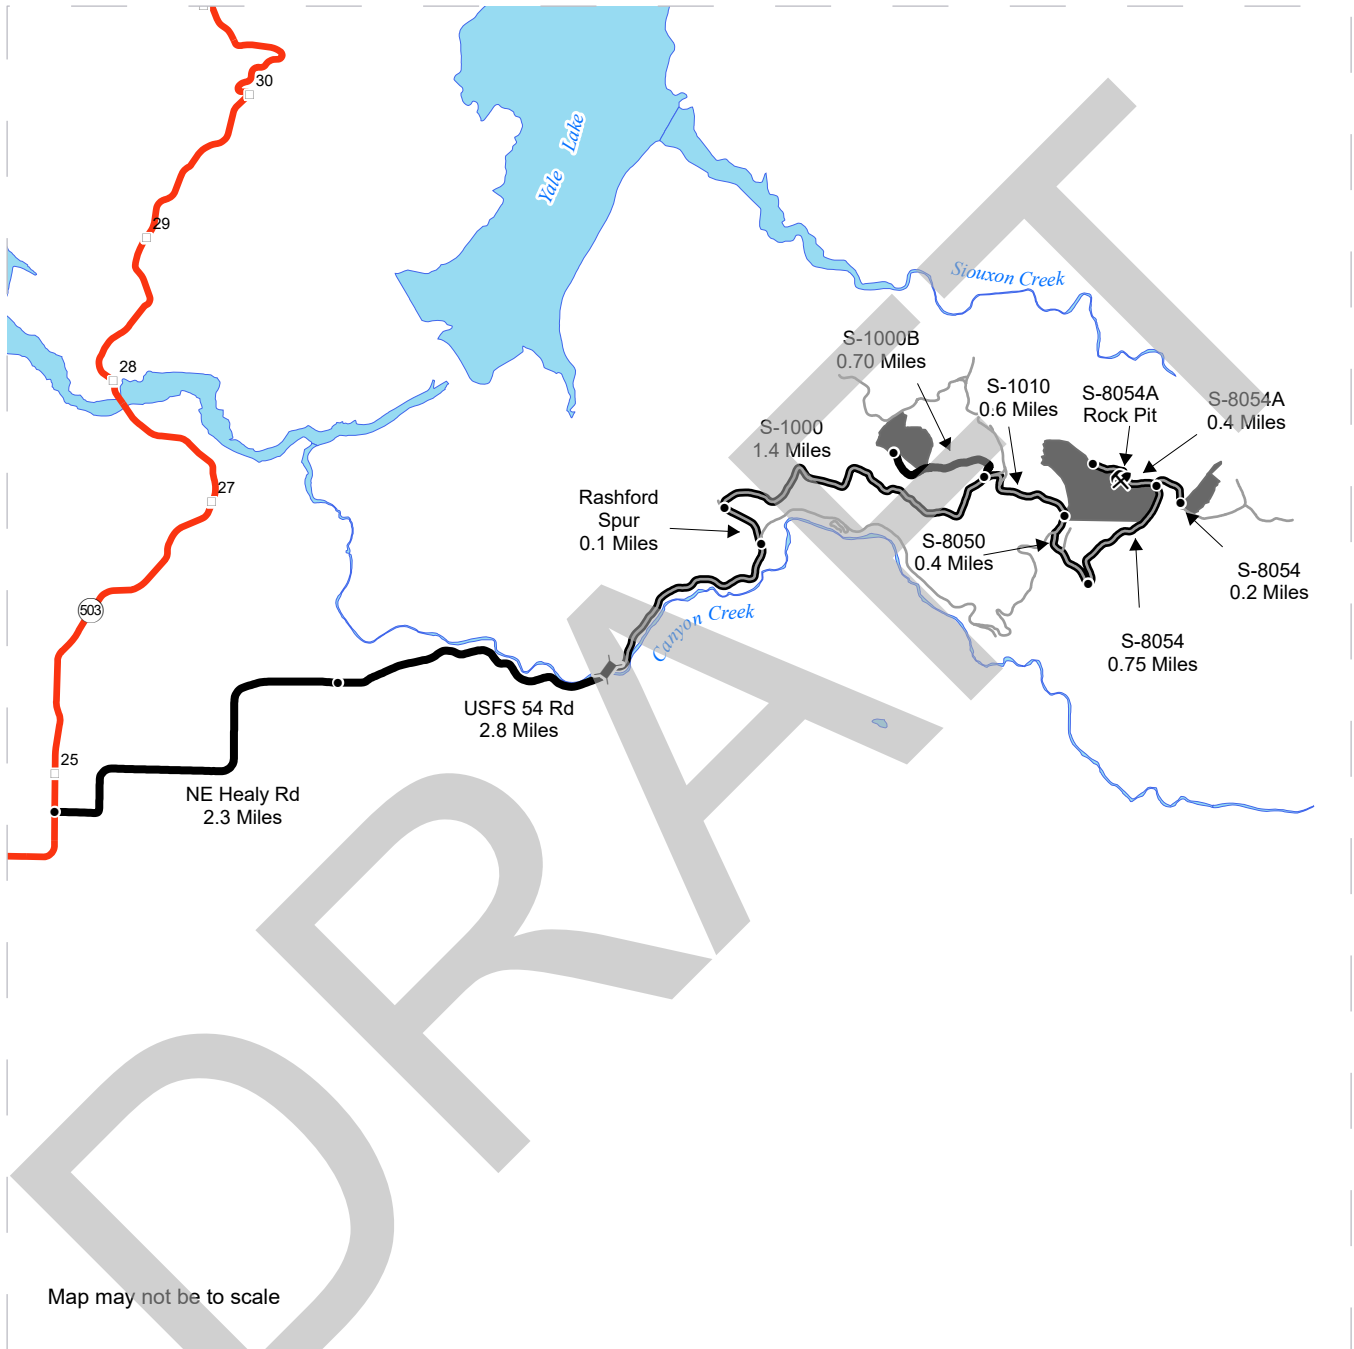 30
Yale Lake
29
Siouxon Creek
28
S-1000B
0.70 Miles
S-1010
0.6 Miles
S-8054A
Rock Pit
S-8054A
0.4 Miles
S-1000
1.4 Miles
27
Rashford
Spur
0.1 Miles
S-8050
0.4 Miles
S-8054
0.2 Miles
503
Canyon Creek
S-8054
0.75 Miles
USFS 54 Rd
2.8 Miles
25
NE Healy Rd
2.3 Miles
DRAFT
Map may not be to scale